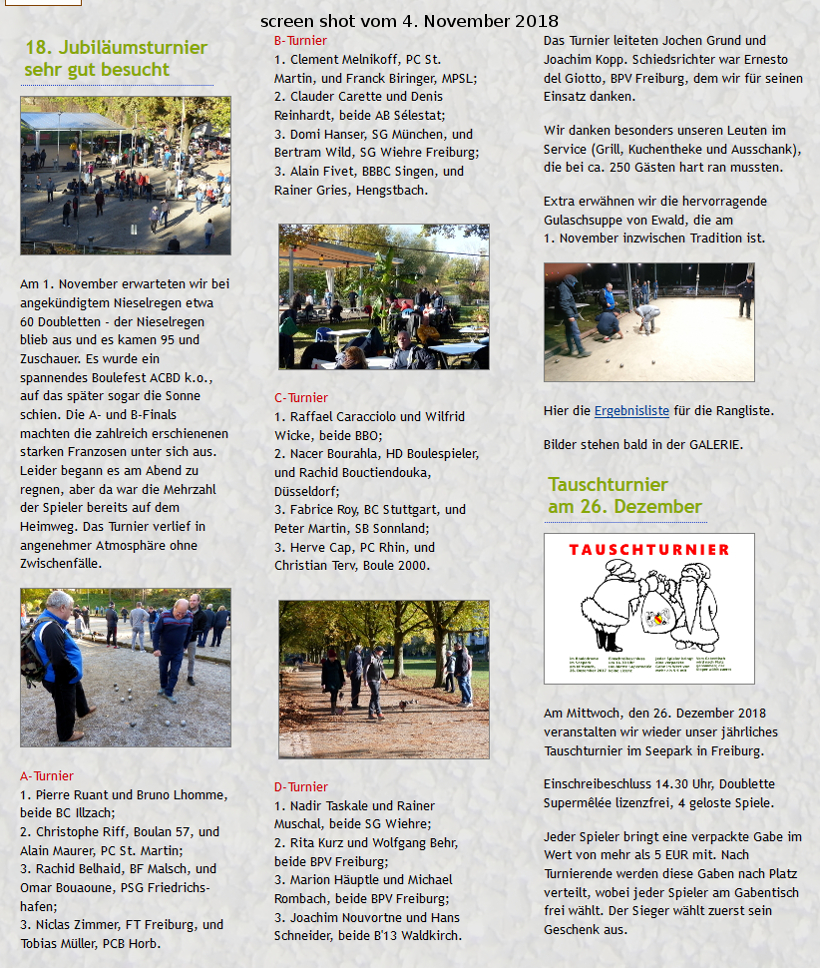 screen shot vom 4. November 2018
18. Jubiläumsturnier
sehr gut besucht
Am 1. November erwarteten wir bei
angekündigtem Nieselregen etwa
60 Doubletten - der Nieselregen
blieb aus und es kamen 95 und
Zuschauer. Es wurde ein
spannendes Boulefest ACBD k.o.,
auf das später sogar die Sonne
schien. Die A- und B-Finals
machten die zahlreich erschienenen
starken Franzosen unter sich aus.
Leider begann es am Abend zu
regnen, aber da war die Mehrzahl
der Spieler bereits auf dem
Heimweg. Das Turnier verlief in
angenehmer Atmosphäre ohne
Zwischenfälle.
A-Turnier
1. Pierre Ruant und Bruno Lhomme,
beide BC Illzach;
2. Christophe Riff, Boulan 57, und
Alain Maurer, PC St. Martin;
3. Rachid Belhaid, BF Malsch, und
Omar Bouaoune, PSG Friedrichs-
hafen;
3. Niclas Zimmer, FT Freiburg, und
Tobias Müller, PCB Horb.
B-Turnier
1. Clement Melnikoff, PC St.
Martin, und Franck Biringer, MPSL;
2. Clauder Carette und Denis
Reinhardt, beide AB Sélestat;
3. Domi Hanser, SG München, und
Bertram Wild, SG Wiehre Freiburg;
3. Alain Fivet, BBBC Singen, und
Rainer Gries, Hengstbach.
C-Turnier
1. Raffael Caracciolo und Wilfrid
Wicke, beide BBO;
2. Nacer Bourahla, HD Boulespieler,
und Rachid Bouctiendouka,
Düsseldorf;
3. Fabrice Roy, BC Stuttgart, und
Peter Martin, SB Sonnland;
3. Herve Cap, PC Rhin, und
Christian Terv, Boule 2000.
D-Turnier
1. Nadir Taskale und Rainer
Muschal, beide SG Wiehre;
2. Rita Kurz und Wolfgang Behr,
beide BPV Freiburg;
3. Marion Häuptle und Michael
Rombach, beide BPV Freiburg;
3. Joachim Nouvortne und Hans
Schneider, beide B'13 Waldkirch.
Das Turnier leiteten Jochen Grund und
Joachim Kopp. Schiedsrichter war Ernesto
del Giotto, BPV Freiburg, dem wir für seinen
Einsatz danken.
Wir danken besonders unseren Leuten im
Service (Grill, Kuchentheke und Ausschank),
die bei ca. 250 Gästen hart ran mussten.
Extra erwähnen wir die hervorragende
Gulaschsuppe von Ewald, die am
1. November inzwischen Tradition ist.
Hier die Ergebnisliste für die Rangliste.
Bilder stehen bald in der GALERIE.
Tauschturnier
am 26. Dezember
TAUSCHTURNIER
Am Mittwoch, den 26. Dezember 2018
veranstalten wir wieder unser jährliches
Tauschturnier im Seepark in Freiburg.
Einschreibeschluss 14.30 Uhr, Doublette
Supermêlée lizenzfrei, 4 geloste Spiele.
Jeder Spieler bringt eine verpackte Gabe im
Wert von mehr als 5 EUR mit. Nach
Turnierende werden diese Gaben nach Platz
verteilt, wobei jeder Spieler am Gabentisch
frei wählt. Der Sieger wählt zuerst sein
Geschenk aus.